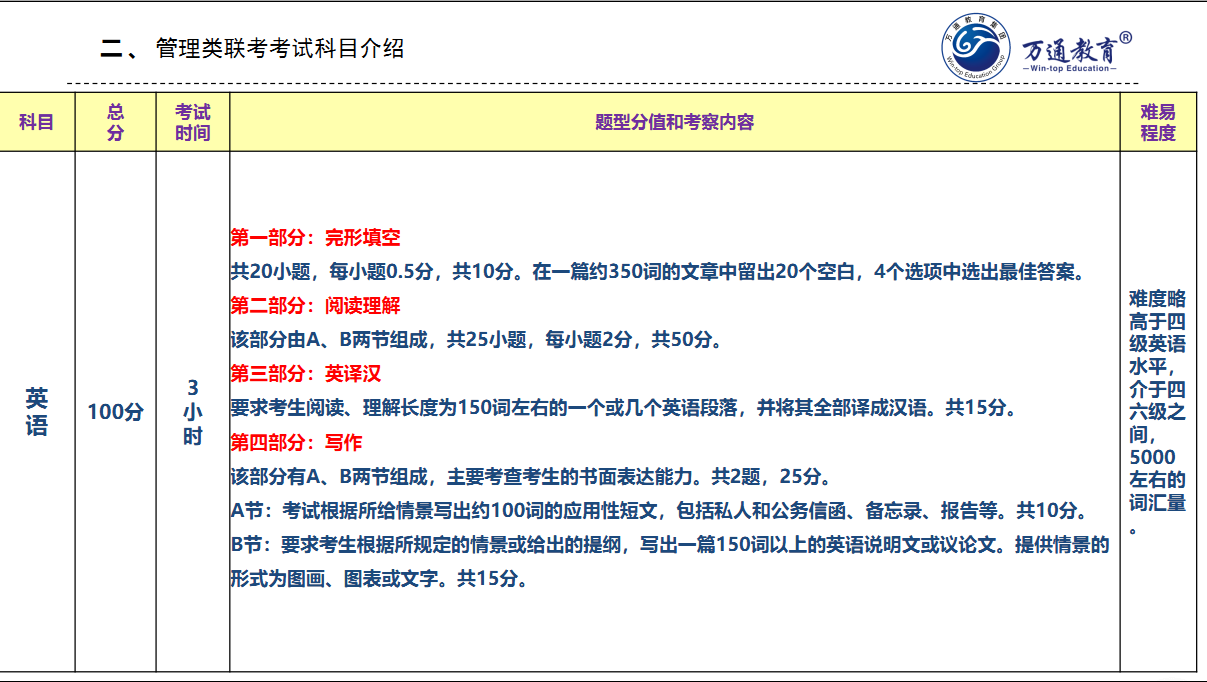 二、管理类联考考试科目介绍
万通教育集团
Win-top Education Group
万通教育®
—Win-top Education—
科目
总
分
考试
时间
题型分值和考察内容
难易
程度
英
语
100分
3
小
时
第一部分：完形填空
共20小题，每小题0.5分，共10分。在一篇约350词的文章中留出20个空白，4个选项中选出最佳答案。
第二部分：阅读理解
该部分由A、B两节组成，共25小题，每小题2分，共50分。
第三部分：英译汉
要求考生阅读、理解长度为150词左右的一个或几个英语段落，并将其全部译成汉语。共15分。
第四部分：写作
该部分有A、B两节组成，主要考查考生的书面表达能力。共2题，25分。
A节：考试根据所给情景写出约100词的应用性短文，包括私人和公务信函、备忘录、报告等。共10分。
B节：要求考生根据所规定的情景或给出的提纲，写出一篇150词以上的英语说明文或议论文。提供情景的
形式为图画、图表或文字。共15分。
难度略
高于四
级英语
水平，
介于四
六级之
间，
5000
左右的
词汇量
。